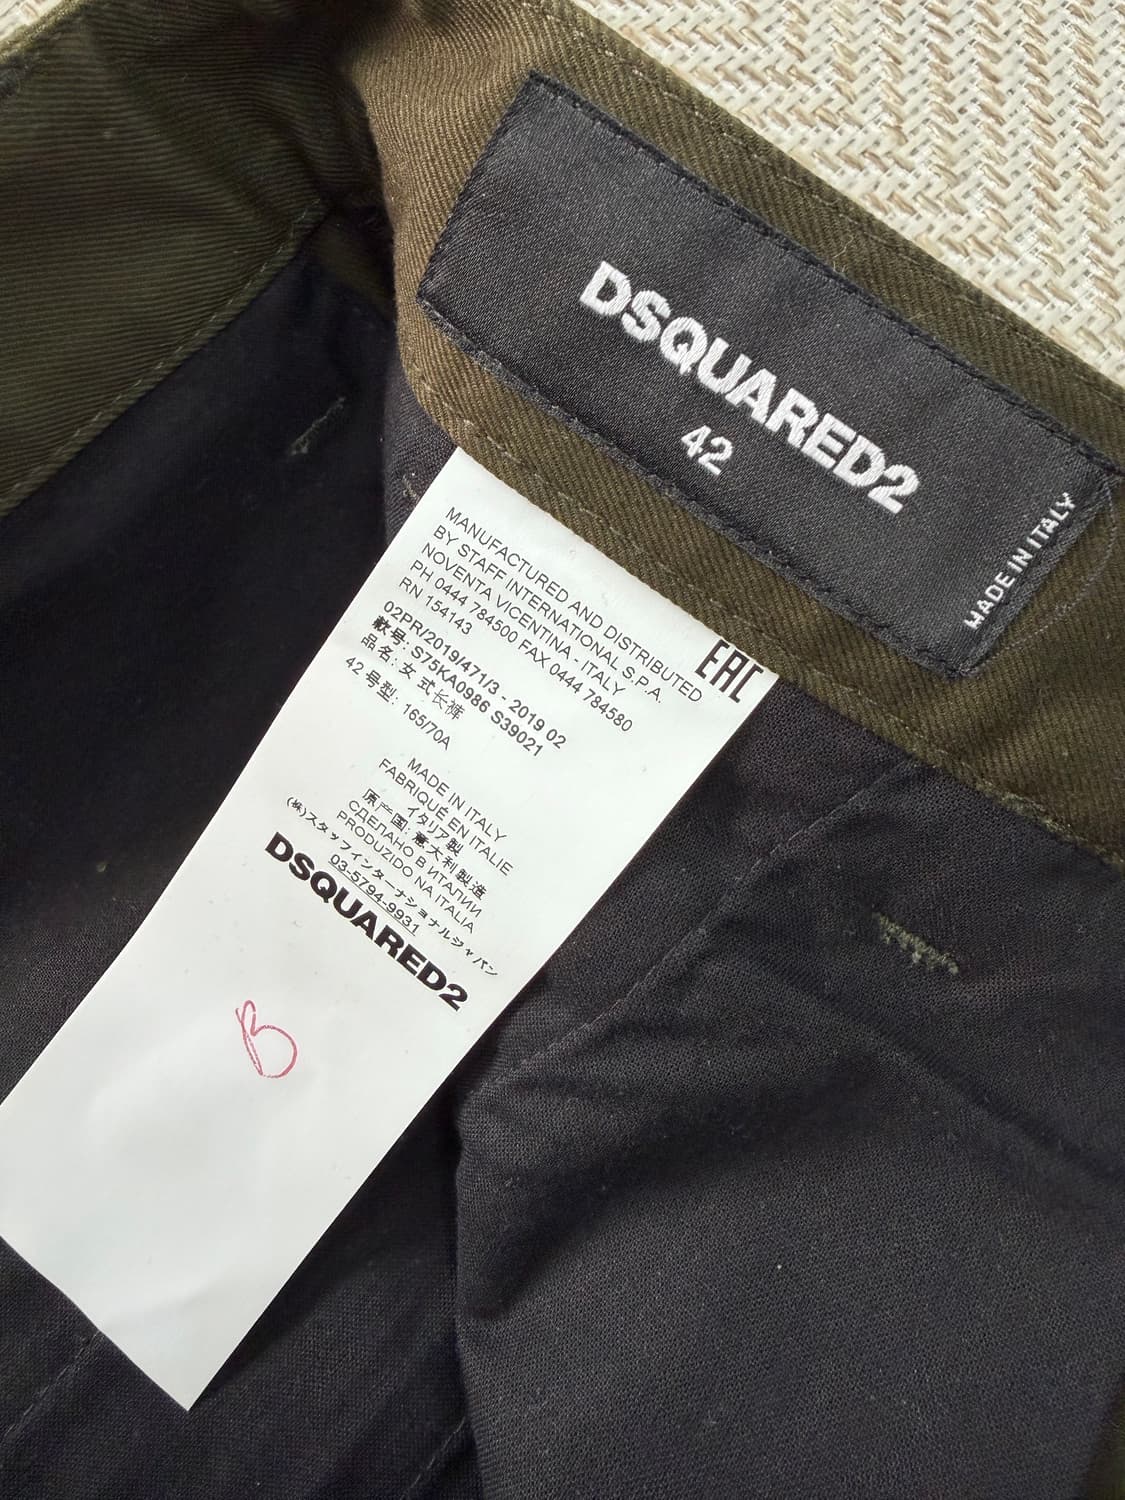 DSQUARED2
42
MADE IN ITALY
MANUFACTURED AND DISTRIBUTED
BY STAFF INTERNATIONAL S.P.A.
NOVENTA VICENTINA - ITALY
PH 0444 784500 FAX 0444 784580
RN 154143
EAC
02PR/2019/471/3 - 2019 02
款号: S75KA0986 S39021
品名: 女 式长裤
42 号型: 165/70A
MADE IN ITALY
FABRIQUÉ EN ITALIE
イタリア製
原产国: 意大利製造
СДЕЛАНО В ИТАЛИИ
PRODUZIDO NA ITALIA
(株)スタッフインターナショナルジャパン
03-5794-9931
DSQUARED2
B